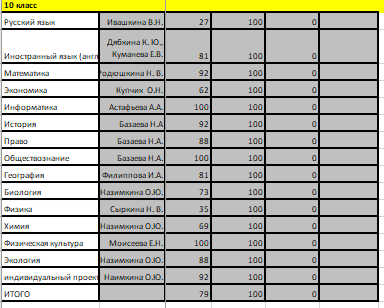 10 класс
Русский язык Ивашкина В.Н. 27 100 0
Дябкина К. Ю.,
Иностранный язык (англ Куманева Е.В. 81 100 0
Математика одюшкина Н. В. 92 100 0
Экономика Купчик О.Н. 62 100 0
Информатика Астафьева А.А. 100 100 0
История Базаева Н.А 92 100 0
Право Базаева Н.А. 88 100 0
Обществознание Базаева Н.А. 100 100 0
География Филиппова И.А. 81 100 0
Биология Назимкина О.Ю. 73 100 0
Физика Сыркина Н. В. 35 100 0
Химия Назимкина О.Ю. 69 100 0
Физическая культура Моисеева Е.Н. 100 100 0
Экология Назимкина О.Ю. 88 100 0
индивидуальный проек Наимкина О.Ю. 92 100 0
ИТОГО 79 100 0